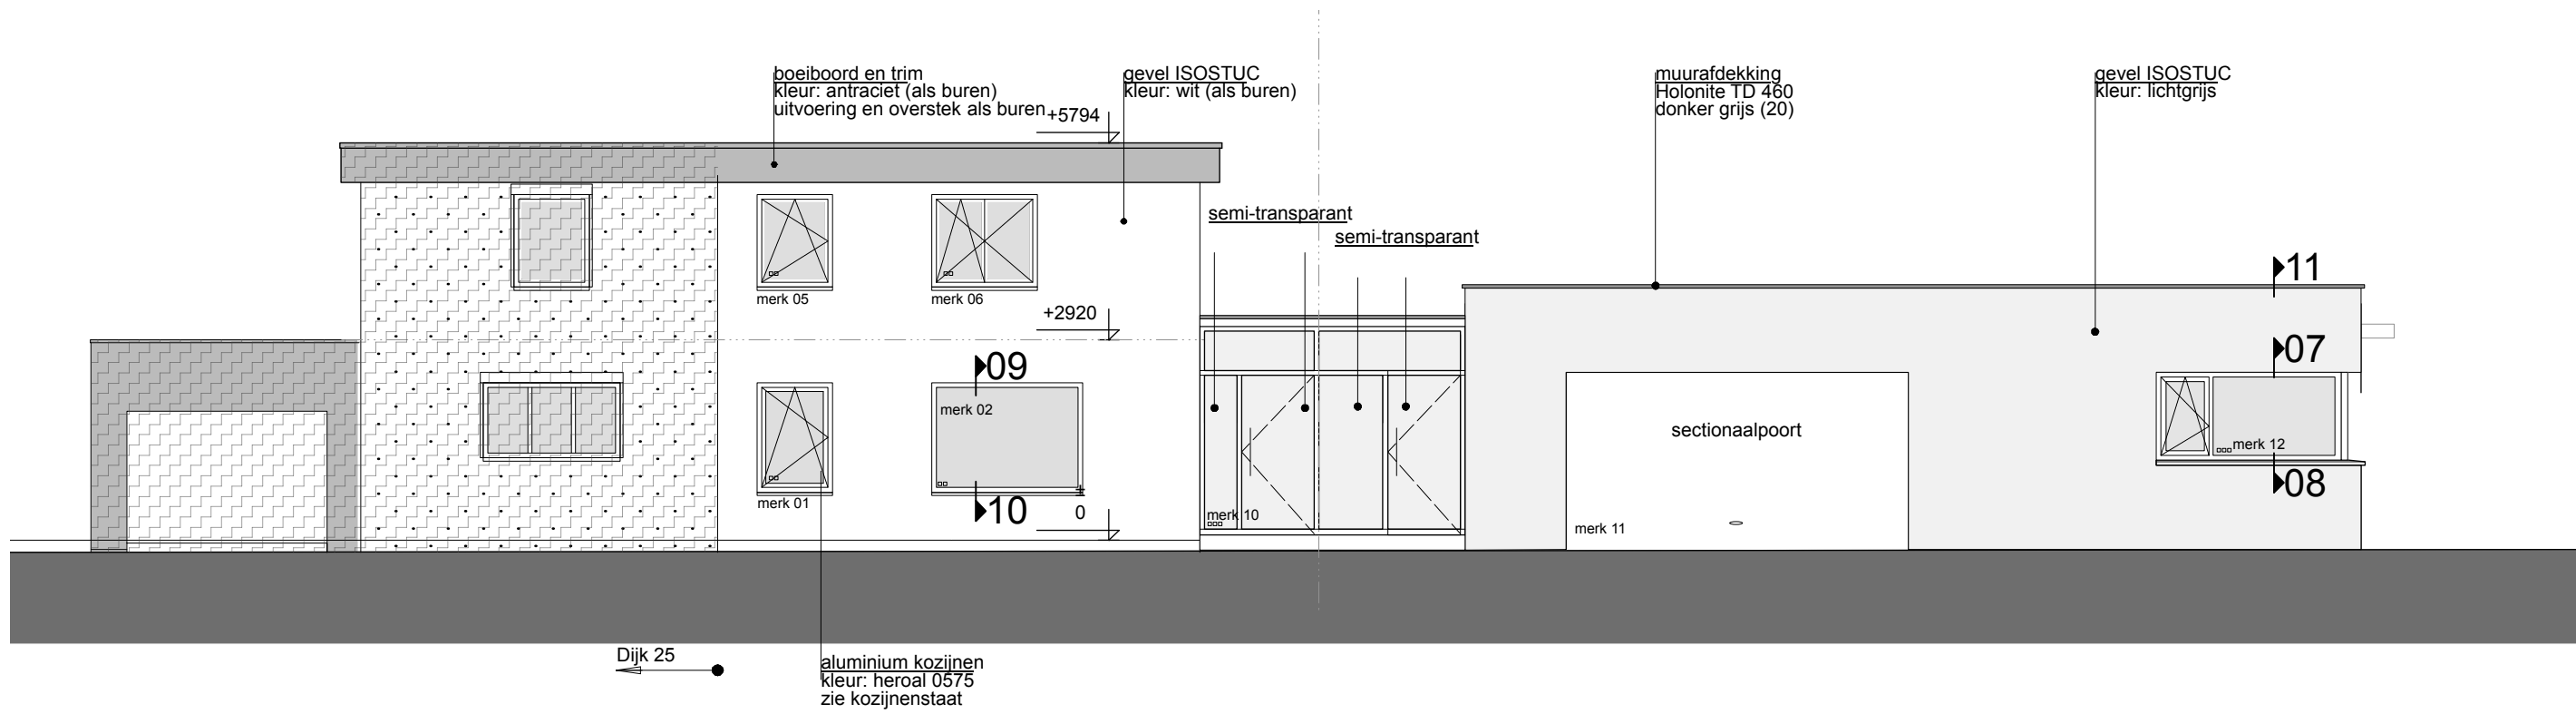 boeiboord en trim
kleur: antraciet (als buren)
uitvoering en overstek als buren
+5794
gevel ISOSTUC
kleur: wit (als buren)
muurafdekking
Holonite TD 460
donker grijs (20)
gevel ISOSTUC
kleur: lichtgrijs
semi-transparant
semi-transparant
11
merk 05
merk 06
+2920
07
09
merk 02
sectionaalpoort
merk 12
08
merk 01
10
0
merk 10
merk 11
Dijk 25
aluminium kozijnen
kleur: heroal 0575
zie kozijnenstaat